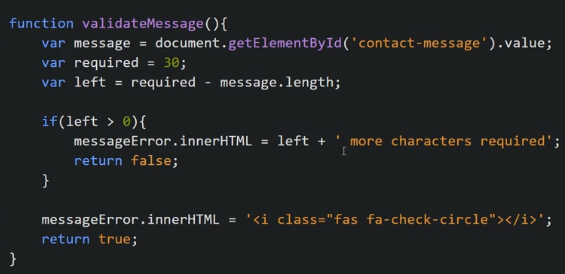 function validateMessage(){
    var message = document.getElementById('contact-message').value;
    var required = 30;
    var left = required - message.length;

    if(left > 0){
        messageError.innerHTML = left + ' more characters required';
        return false;
    }

    messageError.innerHTML = '<i class="fas fa-check-circle"></i>';
    return true;
}